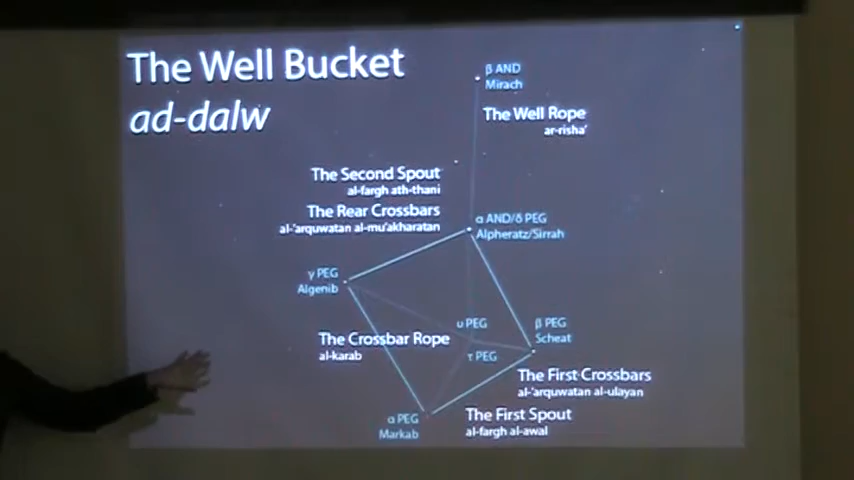 The Well Bucket
ad-dalw
β AND
Mirach
The Well Rope
ar-risha'
The Second Spout
al-fargh ath-thani
The Rear Crossbars
al-'arquwatan al-mu'akharatan
α AND/δ PEG
Alpheratz/Sirrah
γ PEG
Algenib
υ PEG
β PEG
Scheat
The Crossbar Rope
al-karab
τ PEG
The First Crossbars
al-'arquwatan al-ulayan
α PEG
Markab
The First Spout
al-fargh al-awal